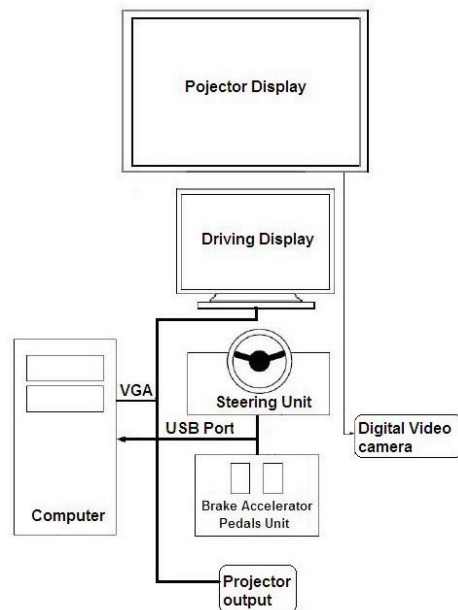 Pojector Display
Driving Display
VGA
Steering Unit
USB Port
Digital Video
camera
Computer
Brake Accelerator
Pedals Unit
Projector
output